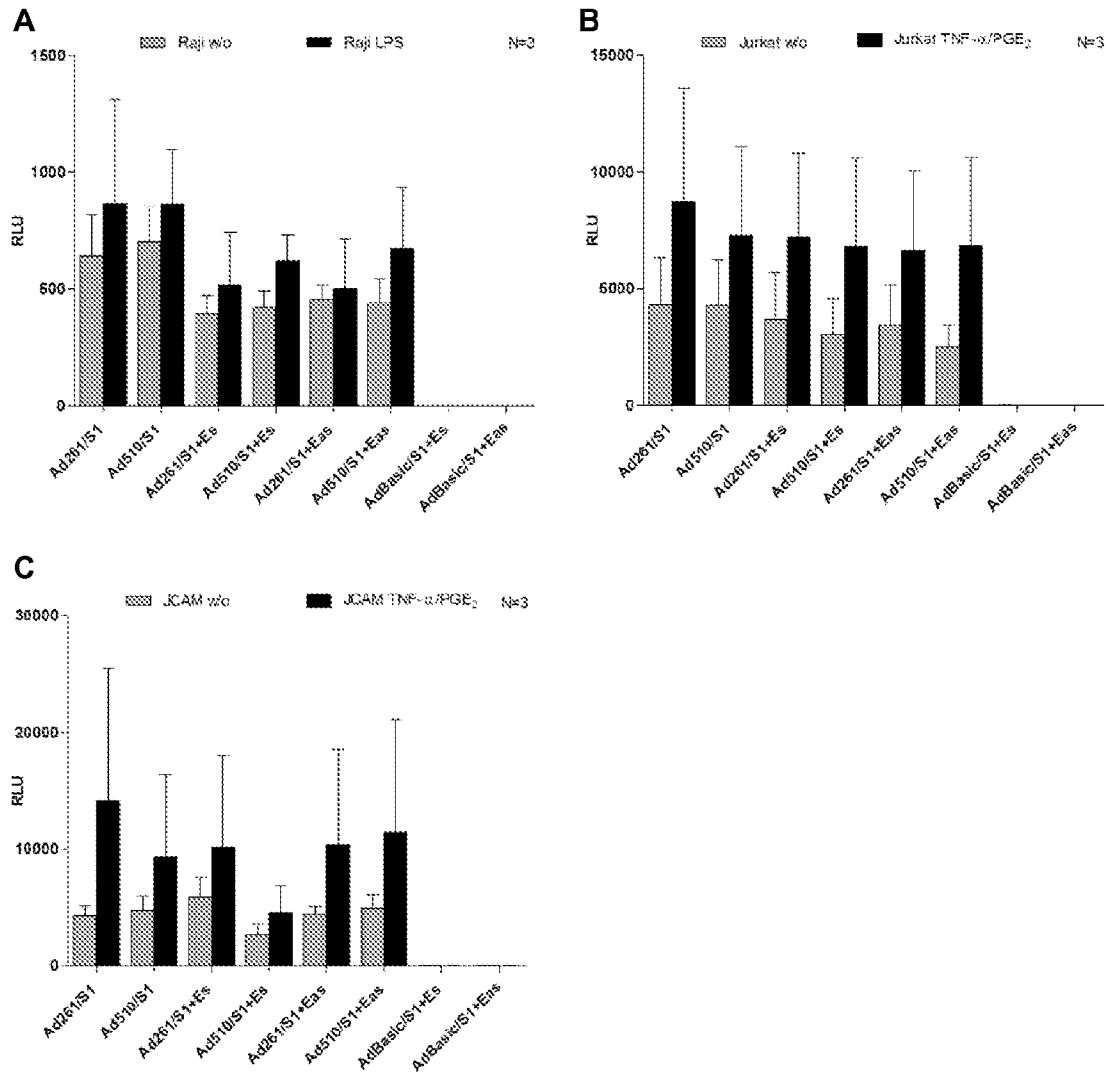 A
Raji w/o Raji LPS N=3
1500
1000
500
0
RLU
Ad261/S1
Ad510/S1
Ad261/S1+Es
Ad510/S1+Es
Ad261/S1+Eas
Ad510/S1+Eas
AdBasic/S1+Es
AdBasic/S1+Eas
B
Jurkat w/o Jurkat TNF-α/PGE₂ N=3
15000
10000
5000
0
RLU
Ad261/S1
Ad510/S1
Ad261/S1+Es
Ad510/S1+Es
Ad261/S1+Eas
Ad510/S1+Eas
AdBasic/S1+Es
AdBasic/S1+Eas
C
JCAM w/o JCAM TNF-α/PGE₂ N=3
30000
20000
10000
0
RLU
Ad261/S1
Ad510/S1
Ad261/S1+Es
Ad510/S1+Es
Ad261/S1+Eas
Ad510/S1+Eas
AdBasic/S1+Es
AdBasic/S1+Eas